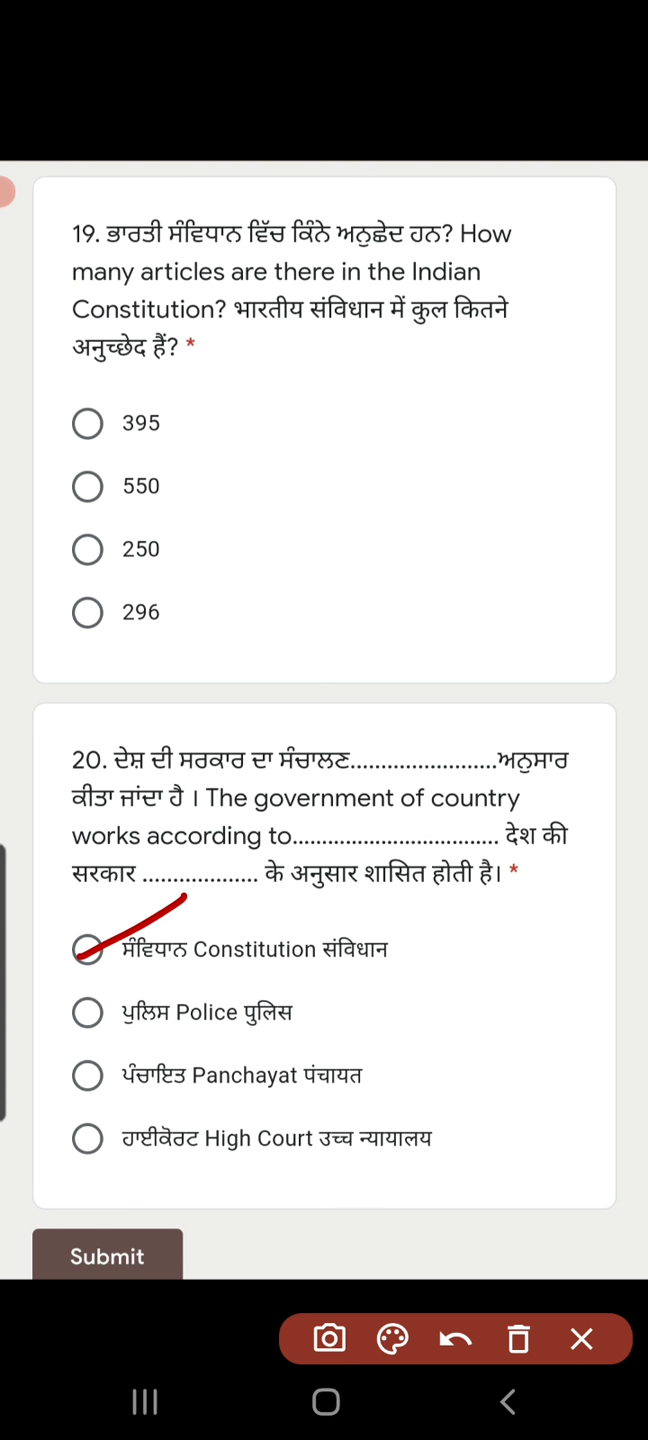 19. ਭਾਰਤੀ ਸੰਵਿਧਾਨ ਵਿੱਚ ਕਿੰਨੇ ਅਨੁਛੇਦ ਹਨ? How
many articles are there in the Indian
Constitution? भारतीय संविधान में कुल कितने
अनुच्छेद हैं? *
395
550
250
296
20. ਦੇਸ਼ ਦੀ ਸਰਕਾਰ ਦਾ ਸੰਚਾਲਣ.........................ਅਨੁਸਾਰ
ਕੀਤਾ ਜਾਂਦਾ ਹੈ । The government of country
works according to................................... देश की
सरकार .................... के अनुसार शासित होती है। *
ਸੰਵਿਧਾਨ Constitution संविधान
ਪੁਲਿਸ Police पुलिस
ਪੰਚਾਇਤ Panchayat पंचायत
ਹਾਈਕੋਰਟ High Court उच्च न्यायालय
Submit